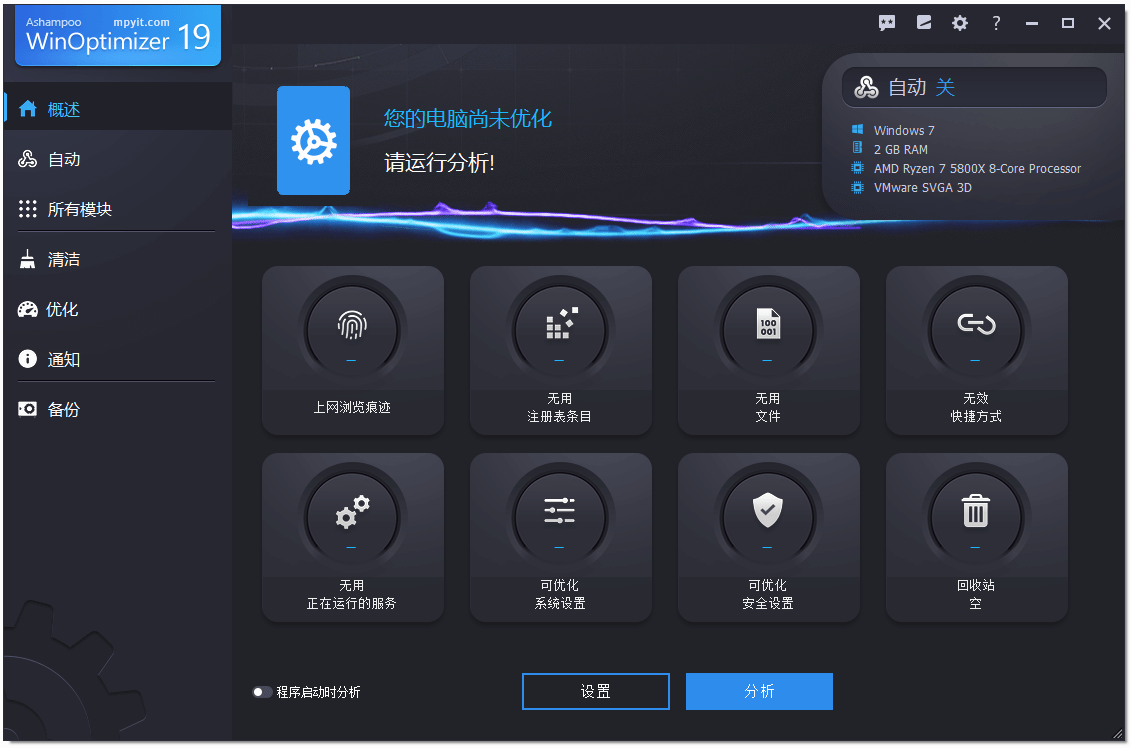 Ashampoo
mpyit.com
WinOptimizer 19
?
概述
自动
所有模块
清洁
优化
通知
备份
您的电脑尚未优化
请运行分析!
自动 关
Windows 7
2 GB RAM
AMD Ryzen 7 5800X 8-Core Processor
VMware SVGA 3D
上网浏览痕迹
无用
注册表条目
100
001
无用
文件
无效
快捷方式
无用
正在运行的服务
可优化
系统设置
可优化
安全设置
回收站
空
程序启动时分析
设置
分析